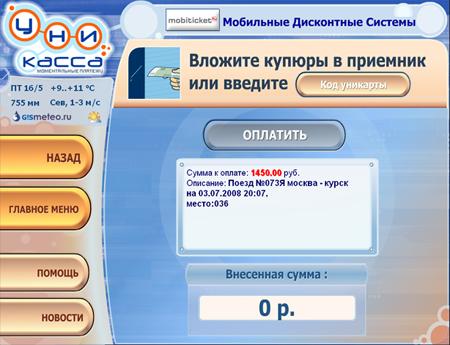 УНИ
КАССА
МОМЕНТАЛЬНЫЕ ПЛАТЕЖИ
mobiticket
Мобильные Дисконтные Системы
Вложите купюры в приемник
или введите Код уникарты
ПТ 16/5 +9..+11 °C
755 мм Сев, 1-3 м/с
GISmeteo.ru
ОПЛАТИТЬ
НАЗАД
ГЛАВНОЕ МЕНЮ
ПОМОЩЬ
НОВОСТИ
Сумма к оплате: 1450.00 руб.
Описание: Поезд №073Я москва - курск
на 03.07.2008 20:07,
место:036
Внесенная сумма :
0 р.